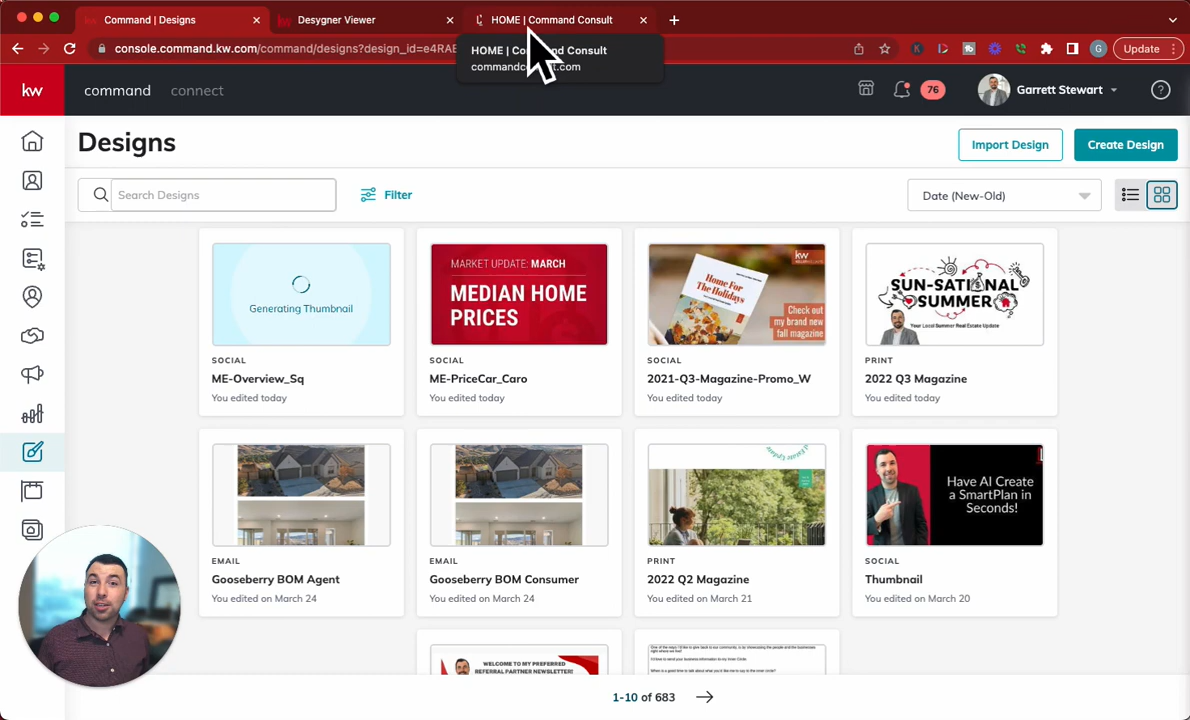 Command | Designs
Desygner Viewer
HOME | Command Consult
console.command.kw.com/command/designs?design_id=e4RAE
Update
HOME | Co nd Consult
commandc t.com
kw
command
connect
76
G
Garrett Stewart
Designs
Import Design
Create Design
Search Designs
Filter
Date (New-Old)
Generating Thumbnail
MARKET UPDATE: MARCH
MEDIAN HOME
PRICES
kw
Home For
The Holidays
Check out
my brand new
fall magazine
SUN-SATIONAL
SUMMER
Your Local Summer Real Estate Update
SOCIAL
ME-Overview_Sq
You edited today
SOCIAL
ME-PriceCar_Caro
You edited today
SOCIAL
2021-Q3-Magazine-Promo_W
You edited today
PRINT
2022 Q3 Magazine
You edited today
Have AI Create
a SmartPlan in
Seconds!
EMAIL
Gooseberry BOM Agent
You edited on March 24
EMAIL
Gooseberry BOM Consumer
You edited on March 24
PRINT
2022 Q2 Magazine
You edited on March 21
SOCIAL
Thumbnail
You edited on March 20
WELCOME TO MY PREFERRED
REFERRAL PARTNER NEWSLETTER!
1-10 of 683